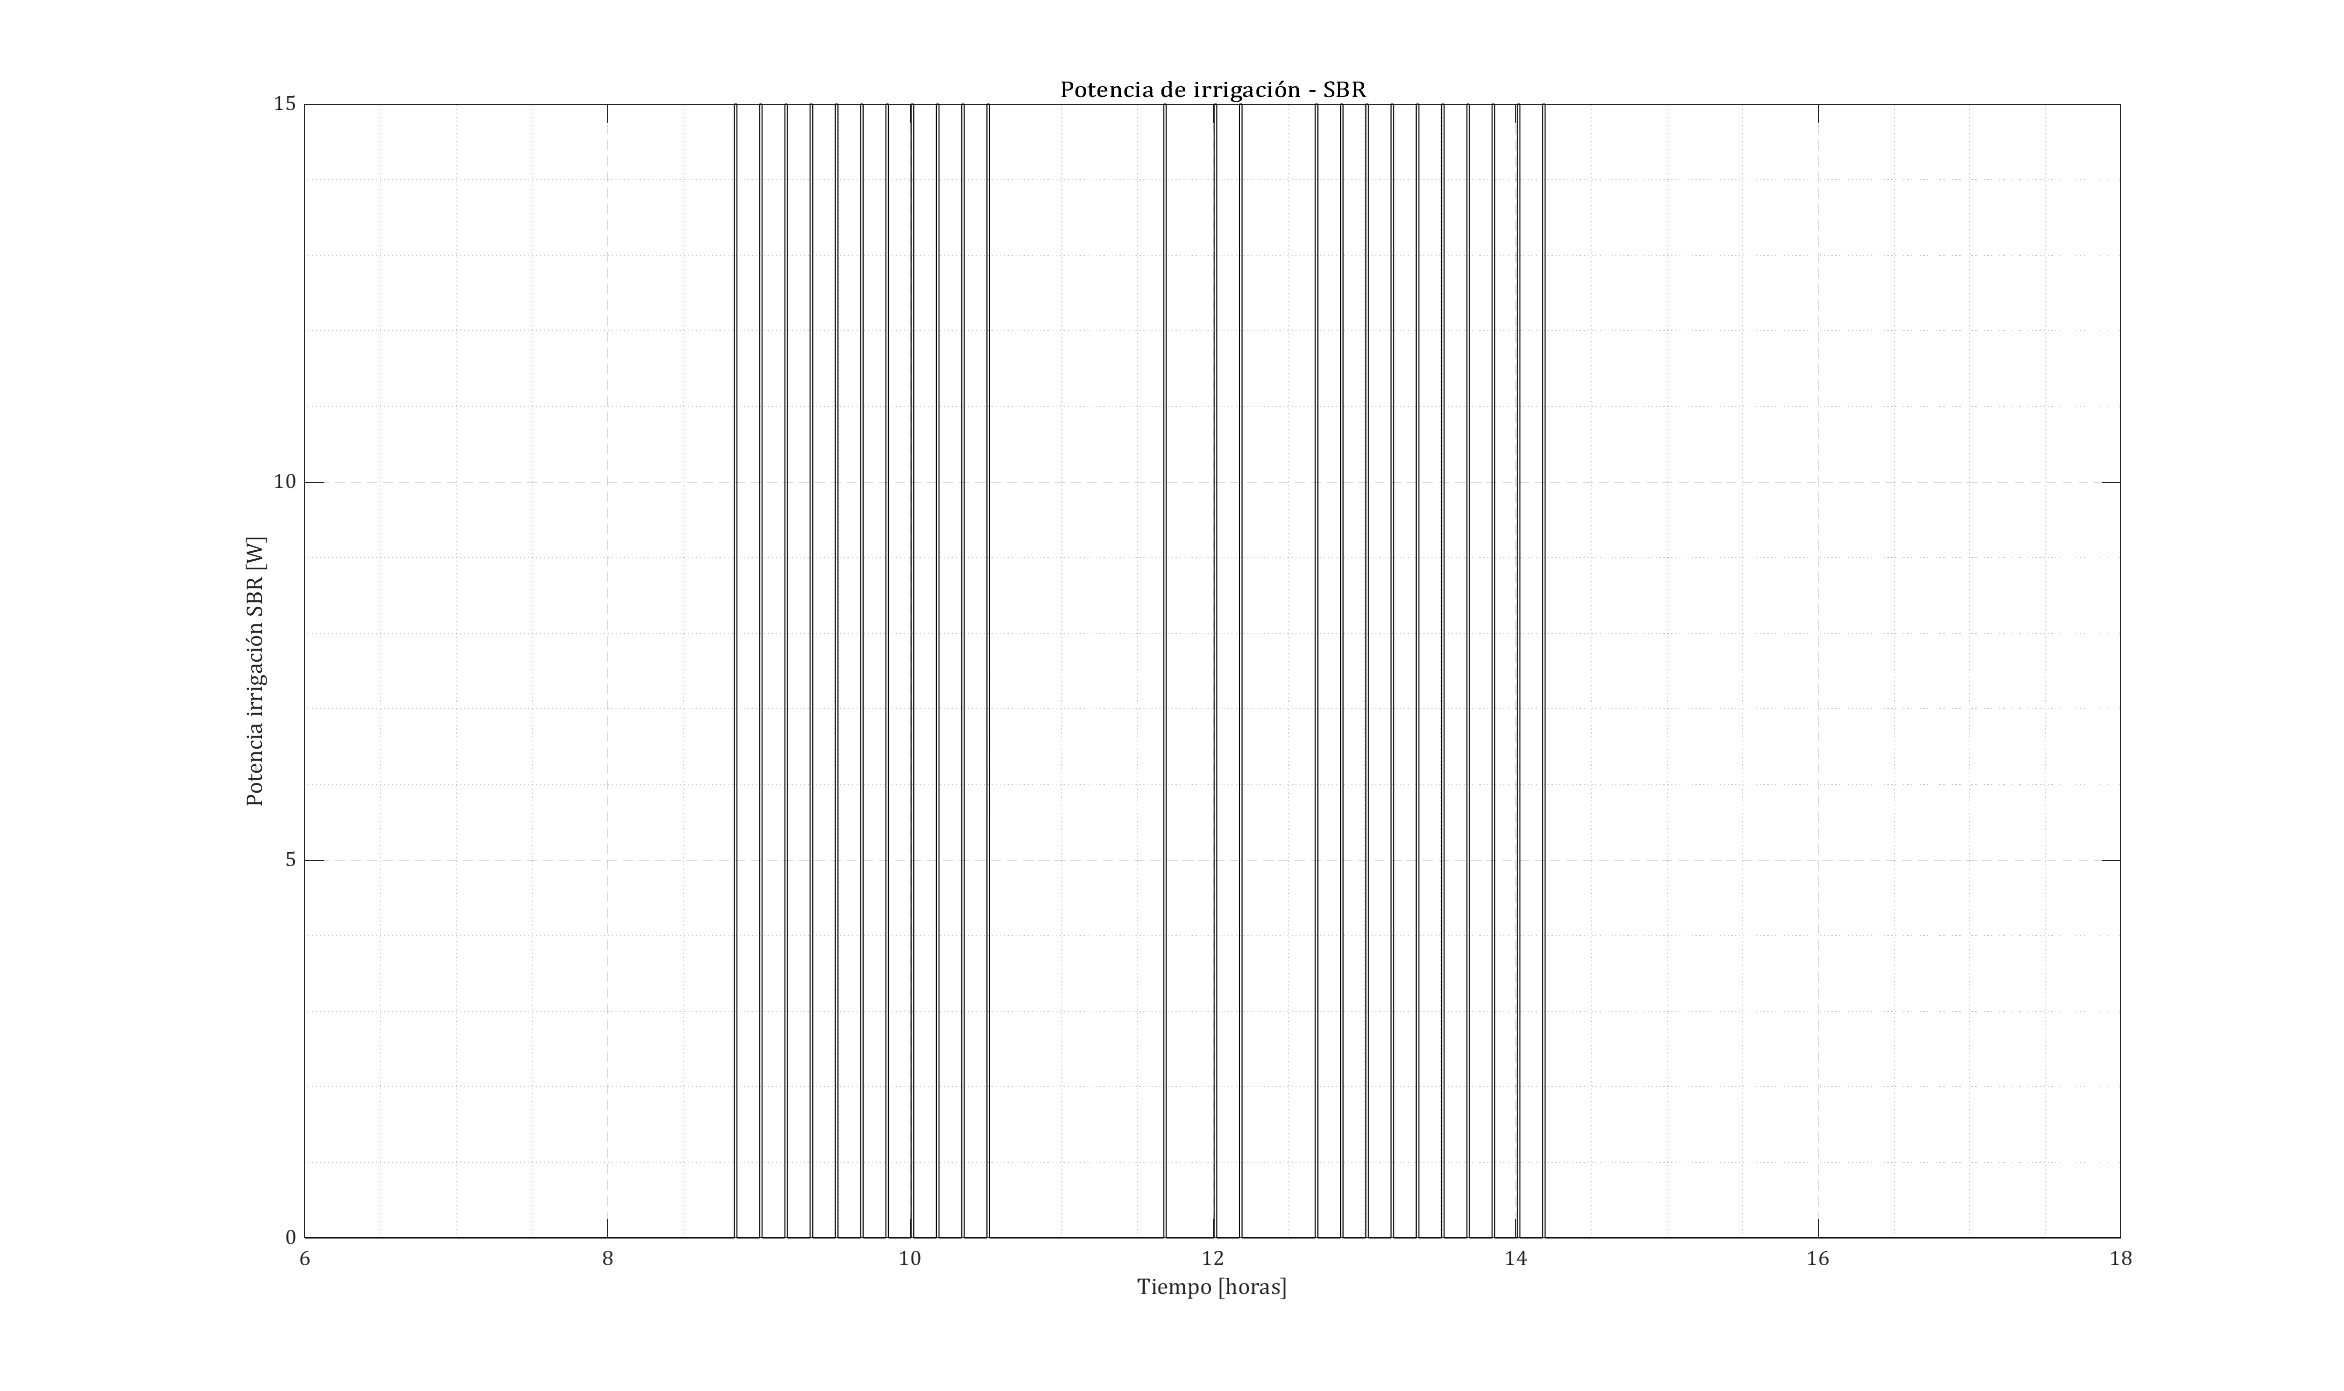 Potencia de irrigación - SBR
15
10
5
0
Potencia irrigación SBR [W]
6 8 10 12 14 16 18
Tiempo [horas]